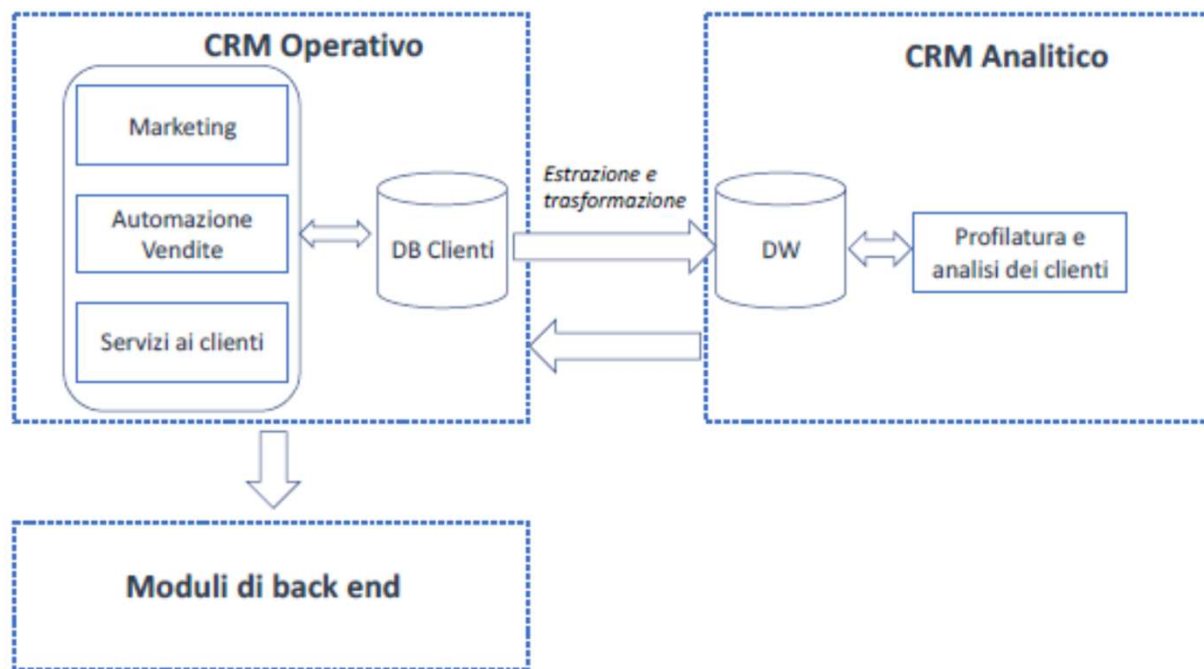 CRM Operativo
Marketing
Automazione
Vendite
Servizi ai clienti
DB Clienti
Estrazione e
trasformazione
CRM Analitico
DW
Profilatura e
analisi dei clienti
Moduli di back end